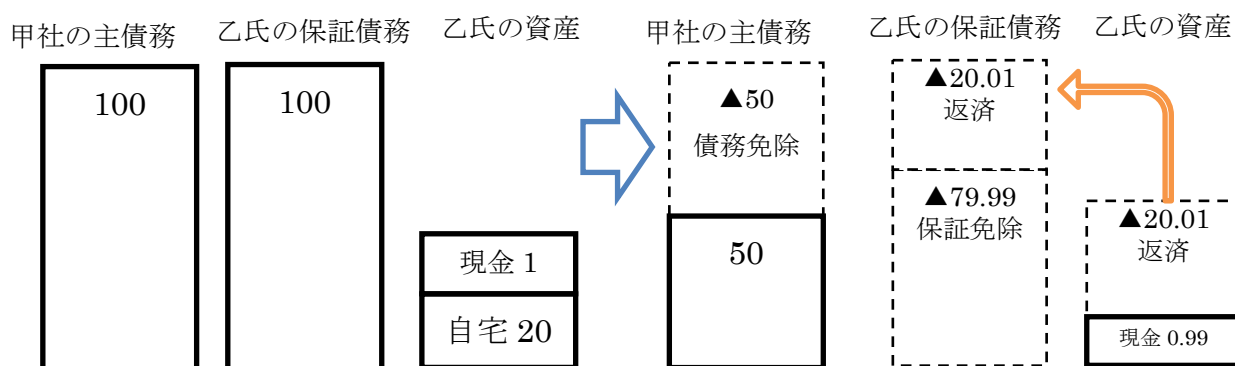 甲社の主債務
乙氏の保証債務
乙氏の資産
100
100
現金 1
自宅 20
甲社の主債務
乙氏の保証債務
乙氏の資産
▲50
債務免除
50
▲20.01
返済
▲79.99
保証免除
▲20.01
返済
現金 0.99